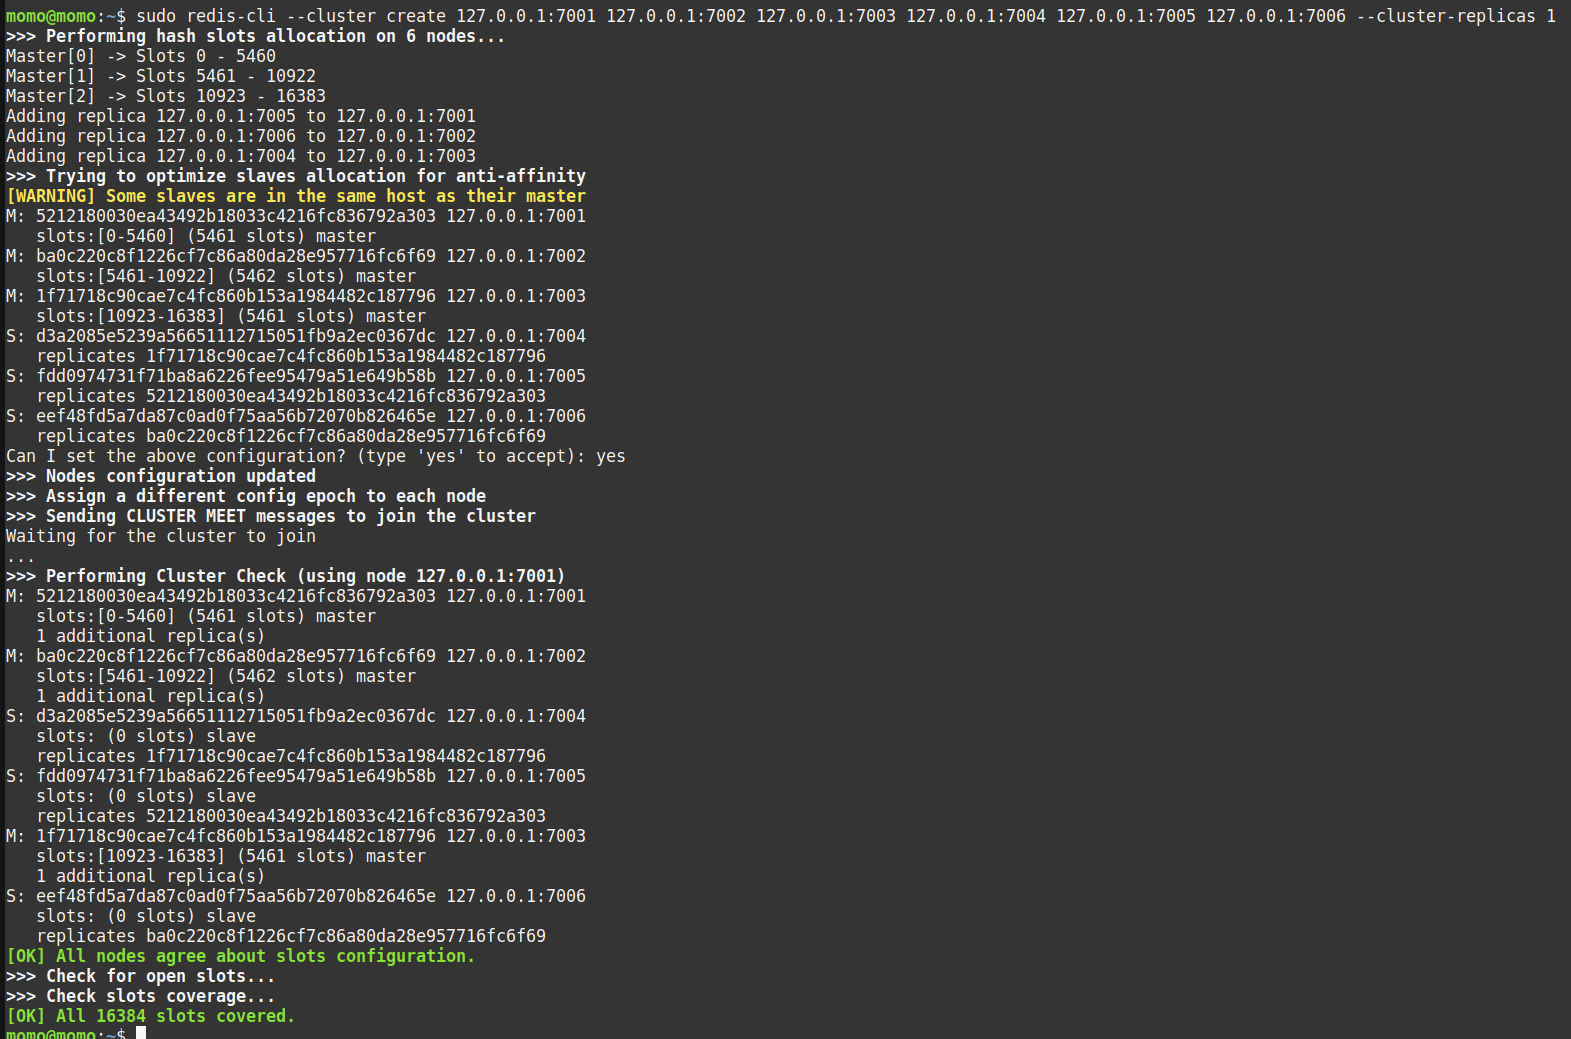 momo@momo:~$ sudo redis-cli --cluster create 127.0.0.1:7001 127.0.0.1:7002 127.0.0.1:7003 127.0.0.1:7004 127.0.0.1:7005 127.0.0.1:7006 --cluster-replicas 1
>>> Performing hash slots allocation on 6 nodes...
Master[0] -> Slots 0 - 5460
Master[1] -> Slots 5461 - 10922
Master[2] -> Slots 10923 - 16383
Adding replica 127.0.0.1:7005 to 127.0.0.1:7001
Adding replica 127.0.0.1:7006 to 127.0.0.1:7002
Adding replica 127.0.0.1:7004 to 127.0.0.1:7003
>>> Trying to optimize slaves allocation for anti-affinity
[WARNING] Some slaves are in the same host as their master
M: 5212180030ea43492b18033c4216fc836792a303 127.0.0.1:7001
   slots:[0-5460] (5461 slots) master
M: ba0c220c8f1226cf7c86a80da28e957716fc6f69 127.0.0.1:7002
   slots:[5461-10922] (5462 slots) master
M: 1f71718c90cae7c4fc860b153a1984482c187796 127.0.0.1:7003
   slots:[10923-16383] (5461 slots) master
S: d3a2085e5239a56651112715051fb9a2ec0367dc 127.0.0.1:7004
   replicates 1f71718c90cae7c4fc860b153a1984482c187796
S: fdd0974731f71ba8a6226fee95479a51e649b58b 127.0.0.1:7005
   replicates 5212180030ea43492b18033c4216fc836792a303
S: eef48fd5a7da87c0ad0f75aa56b72070b826465e 127.0.0.1:7006
   replicates ba0c220c8f1226cf7c86a80da28e957716fc6f69
Can I set the above configuration? (type 'yes' to accept): yes
>>> Nodes configuration updated
>>> Assign a different config epoch to each node
>>> Sending CLUSTER MEET messages to join the cluster
Waiting for the cluster to join
...
>>> Performing Cluster Check (using node 127.0.0.1:7001)
M: 5212180030ea43492b18033c4216fc836792a303 127.0.0.1:7001
   slots:[0-5460] (5461 slots) master
   1 additional replica(s)
M: ba0c220c8f1226cf7c86a80da28e957716fc6f69 127.0.0.1:7002
   slots:[5461-10922] (5462 slots) master
   1 additional replica(s)
S: d3a2085e5239a56651112715051fb9a2ec0367dc 127.0.0.1:7004
   slots: (0 slots) slave
   replicates 1f71718c90cae7c4fc860b153a1984482c187796
S: fdd0974731f71ba8a6226fee95479a51e649b58b 127.0.0.1:7005
   slots: (0 slots) slave
   replicates 5212180030ea43492b18033c4216fc836792a303
M: 1f71718c90cae7c4fc860b153a1984482c187796 127.0.0.1:7003
   slots:[10923-16383] (5461 slots) master
   1 additional replica(s)
S: eef48fd5a7da87c0ad0f75aa56b72070b826465e 127.0.0.1:7006
   slots: (0 slots) slave
   replicates ba0c220c8f1226cf7c86a80da28e957716fc6f69
[OK] All nodes agree about slots configuration.
>>> Check for open slots...
>>> Check slots coverage...
[OK] All 16384 slots covered.
momo@momo:~$